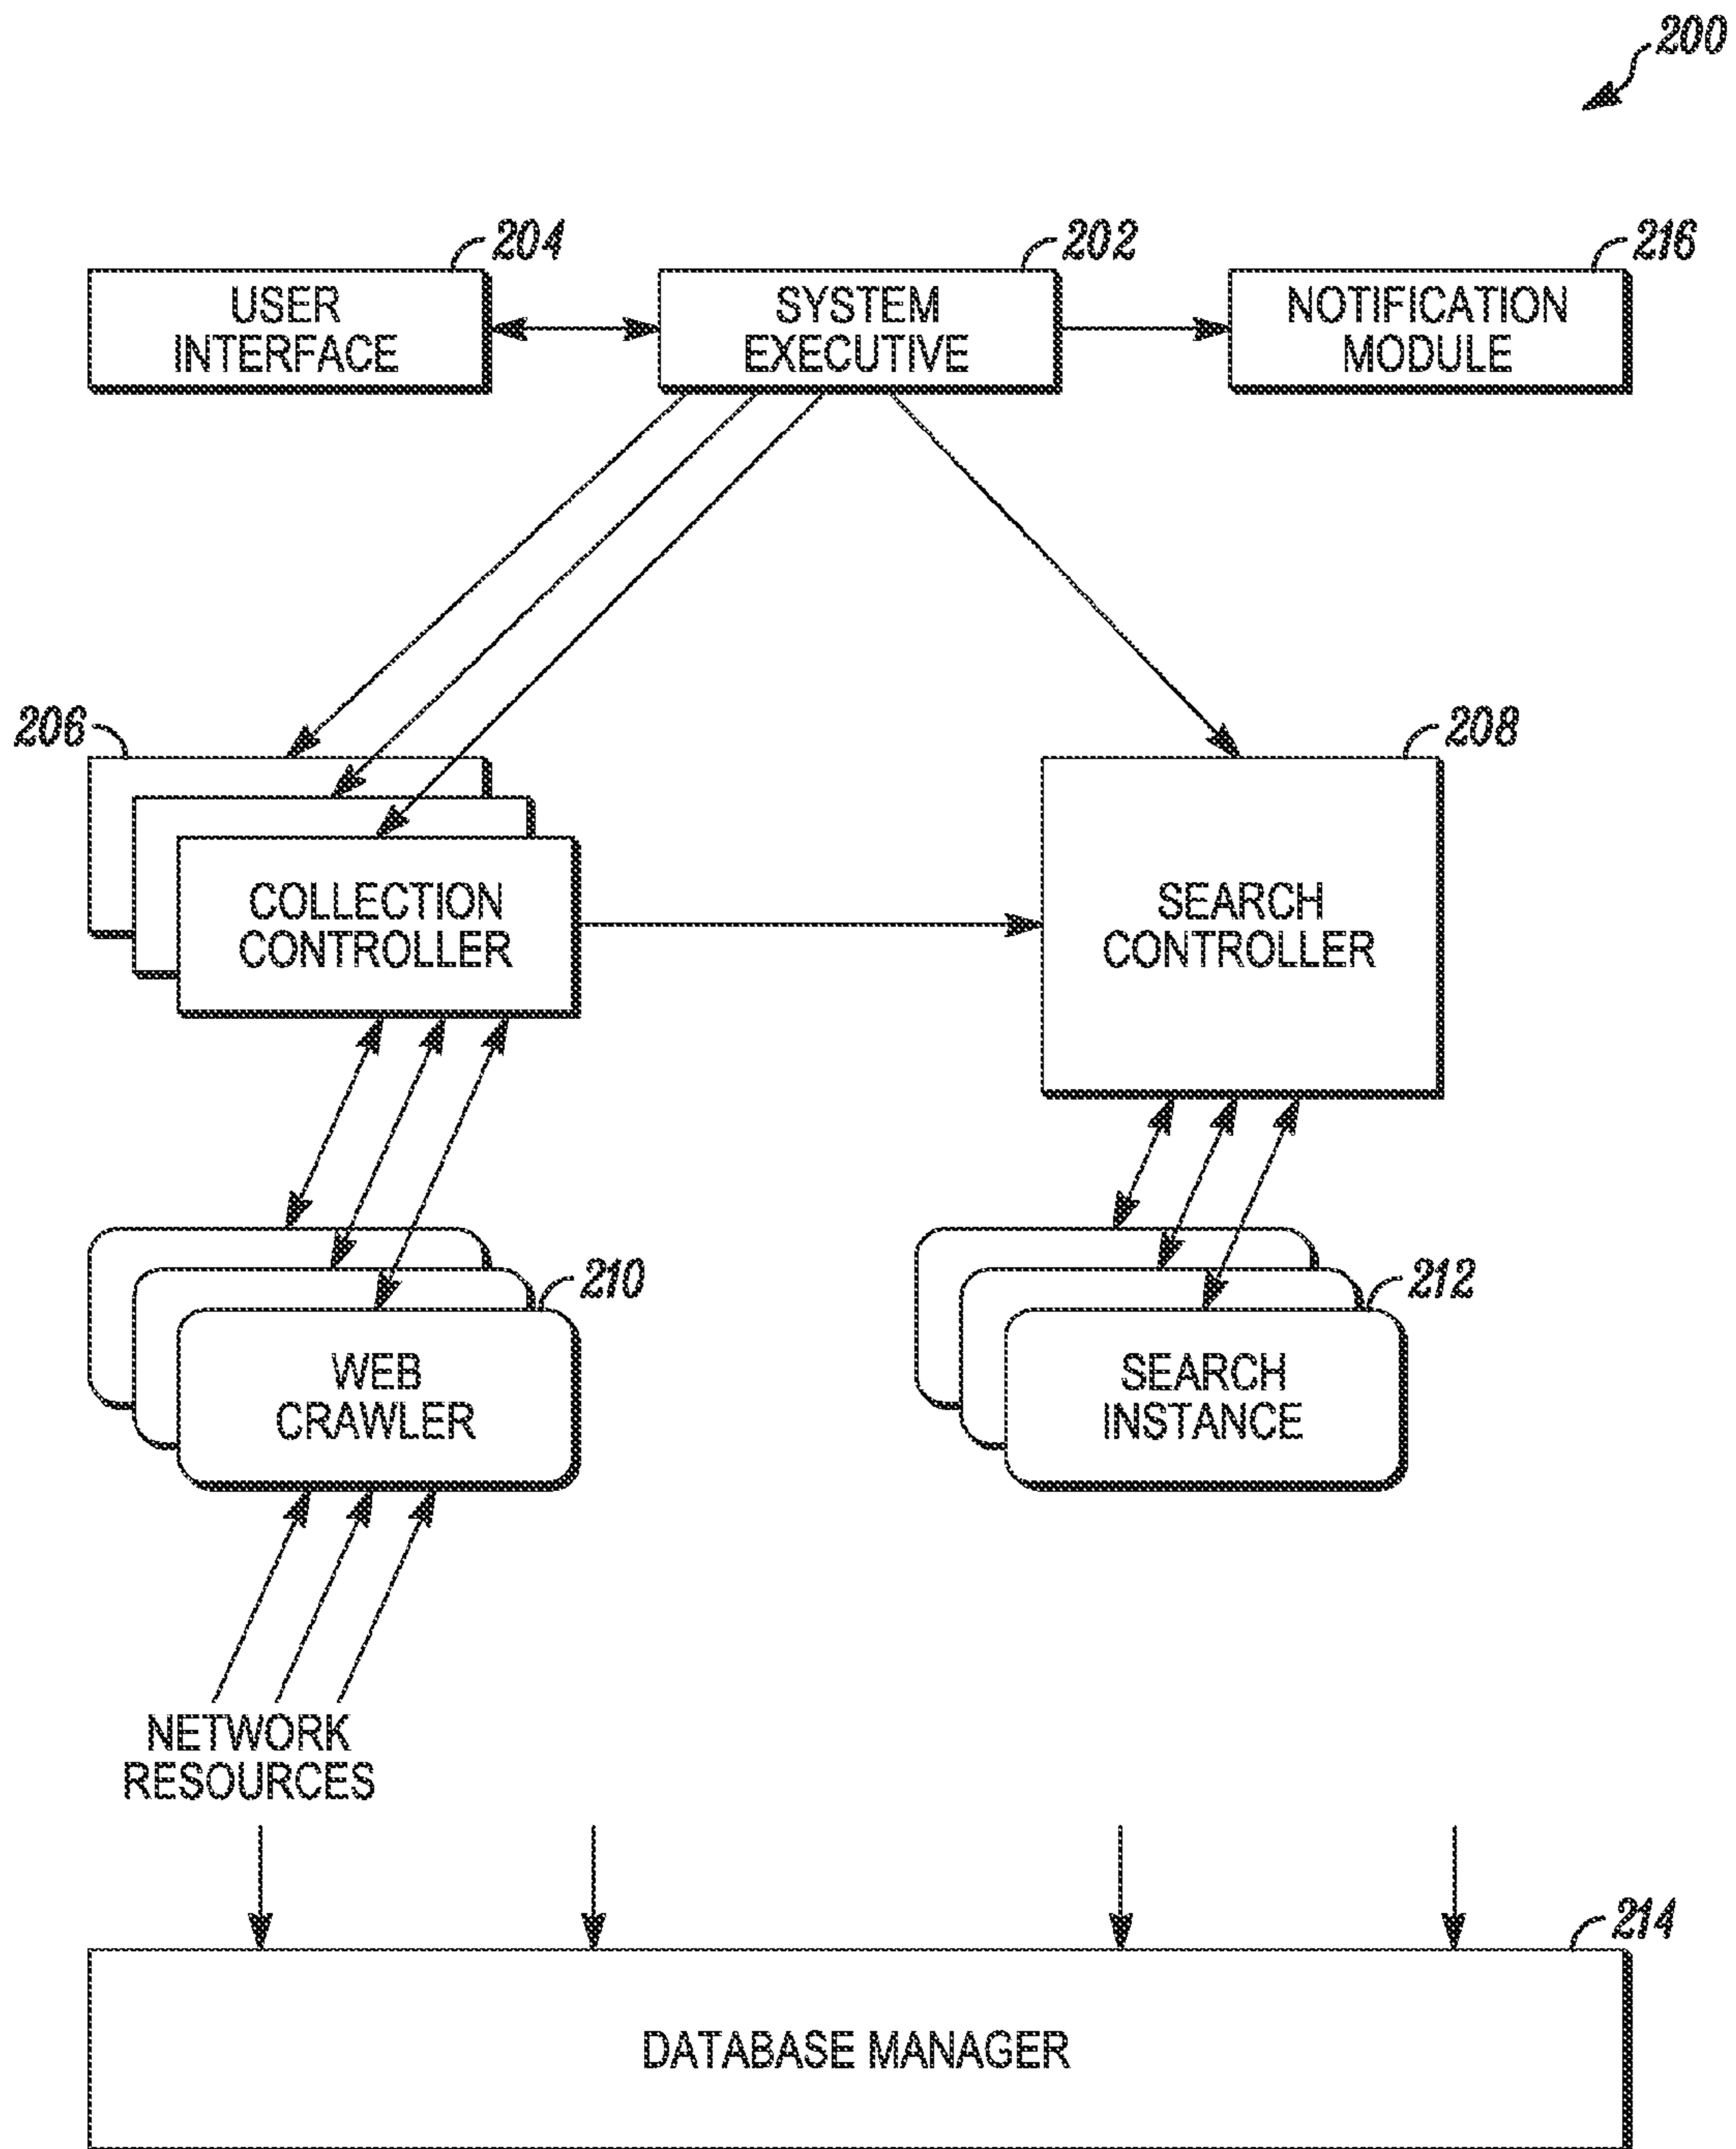 200
204
202
216
USER
INTERFACE
SYSTEM
EXECUTIVE
NOTIFICATION
MODULE
206
208
COLLECTION
CONTROLLER
SEARCH
CONTROLLER
210
212
WEB
CRAWLER
SEARCH
INSTANCE
NETWORK
RESOURCES
214
DATABASE MANAGER